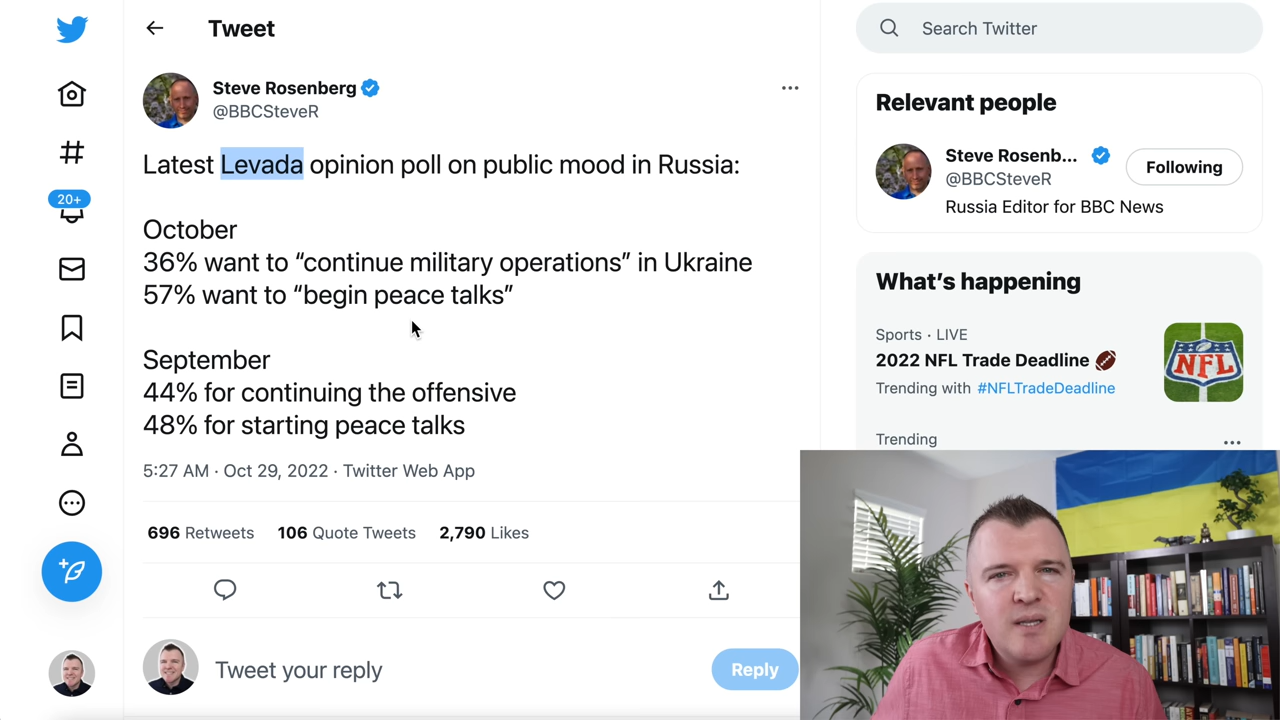 Tweet
Search Twitter
20+
Steve Rosenberg
@BBCSteveR
Latest Levada opinion poll on public mood in Russia:
October
36% want to “continue military operations” in Ukraine
57% want to “begin peace talks”
September
44% for continuing the offensive
48% for starting peace talks
5:27 AM · Oct 29, 2022 · Twitter Web App
696 Retweets 106 Quote Tweets 2,790 Likes
Tweet your reply
Reply
Relevant people
Steve Rosenb...
@BBCSteveR
Following
Russia Editor for BBC News
What’s happening
Sports · LIVE
2022 NFL Trade Deadline 🏈
Trending with #NFLTradeDeadline
NFL
Trending